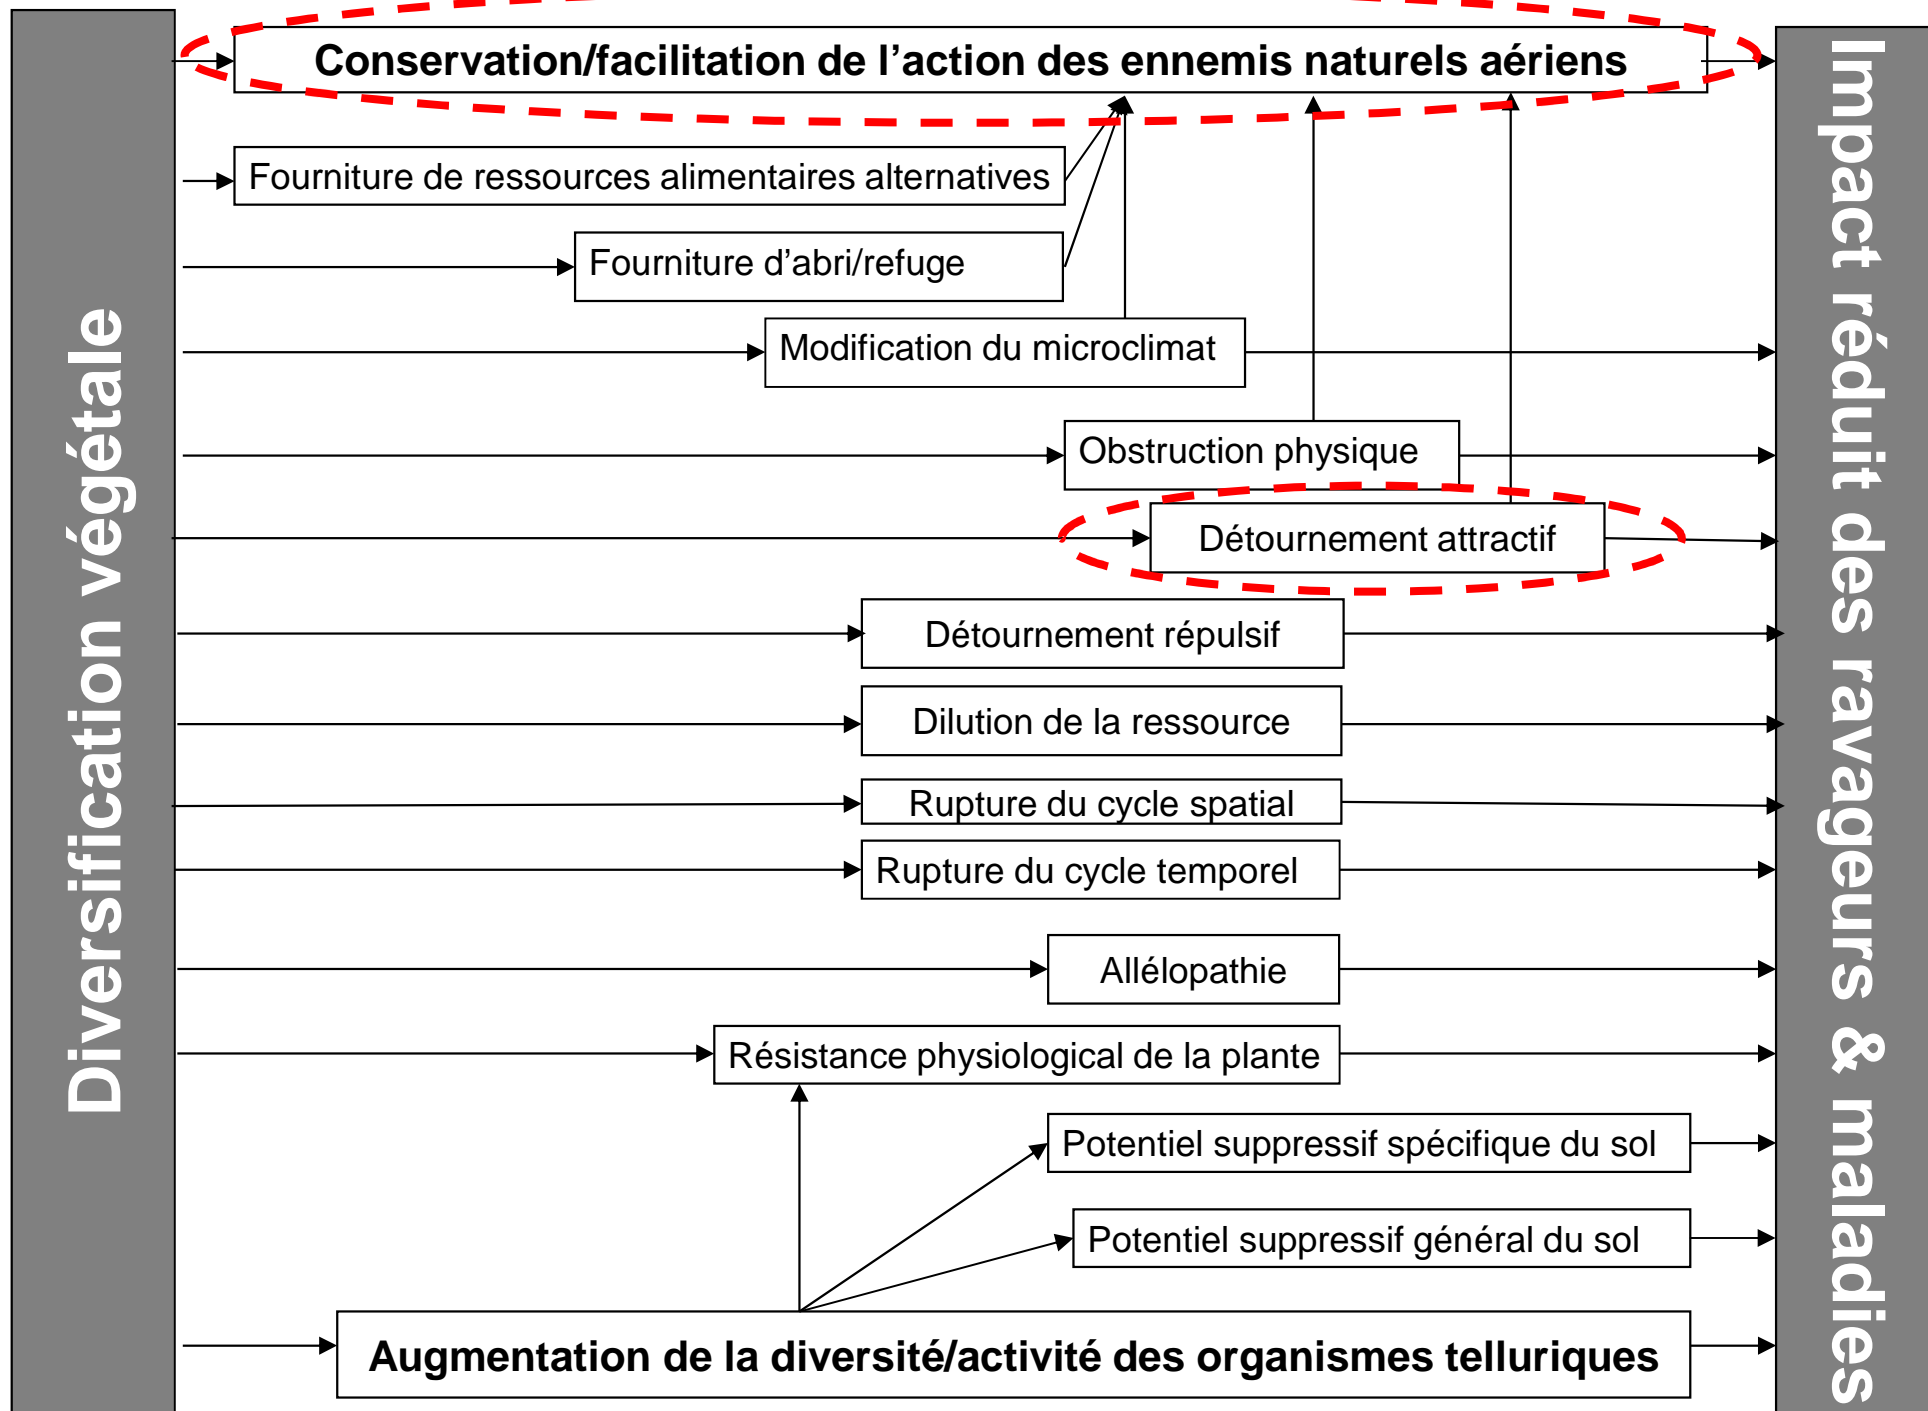 Diversification végétale
Conservation/facilitation de l’action des ennemis naturels aériens
Fourniture de ressources alimentaires alternatives
Fourniture d’abri/refuge
Modification du microclimat
Obstruction physique
Détournement attractif
Détournement répulsif
Dilution de la ressource
Rupture du cycle spatial
Rupture du cycle temporel
Allélopathie
Résistance physiological de la plante
Potentiel suppressif spécifique du sol
Potentiel suppressif général du sol
Augmentation de la diversité/activité des organismes telluriques
Impact réduit des ravageurs & maladies